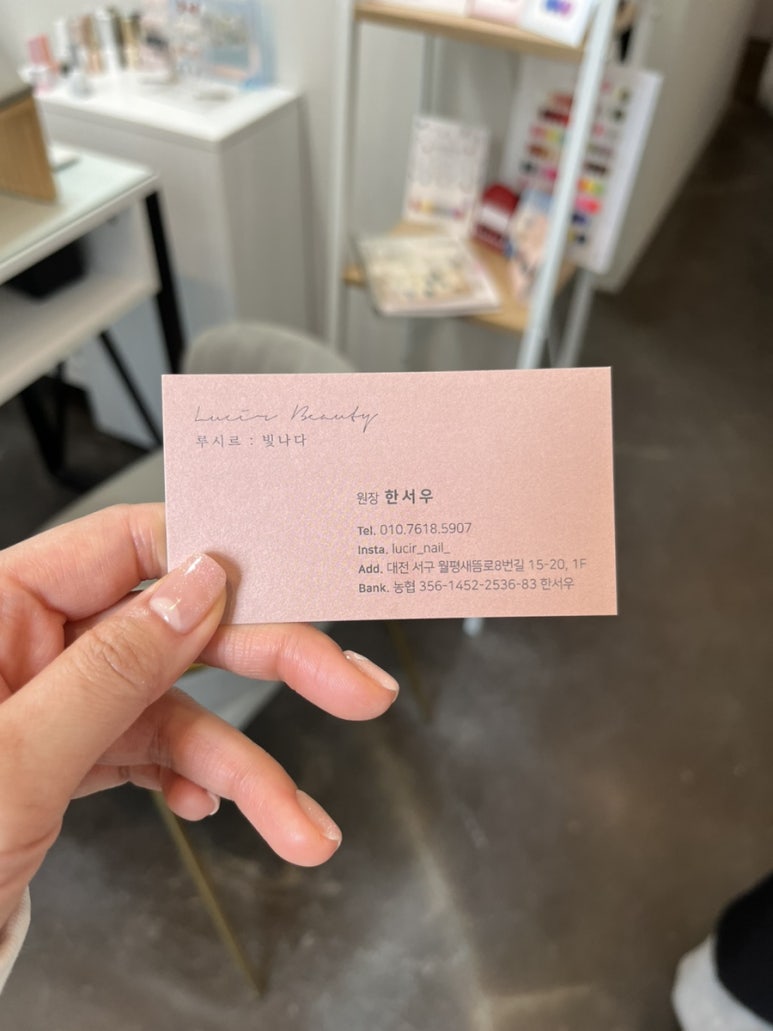 Lucir Beauty
루시르 : 빛나다
원장 한서우
Tel. 010.7618.5907
Insta. lucir_nail_
Add. 대전 서구 월평새뜸로8번길 15-20, 1F
Bank. 농협 356-1452-2536-83 한서우